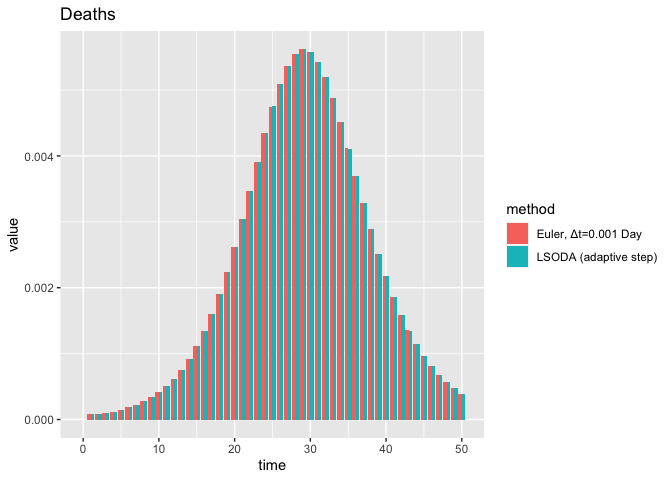 Deaths
value
0.004
0.002
0.000
0
10
20
30
40
50
time
method
Euler, Δt=0.001 Day
LSODA (adaptive step)